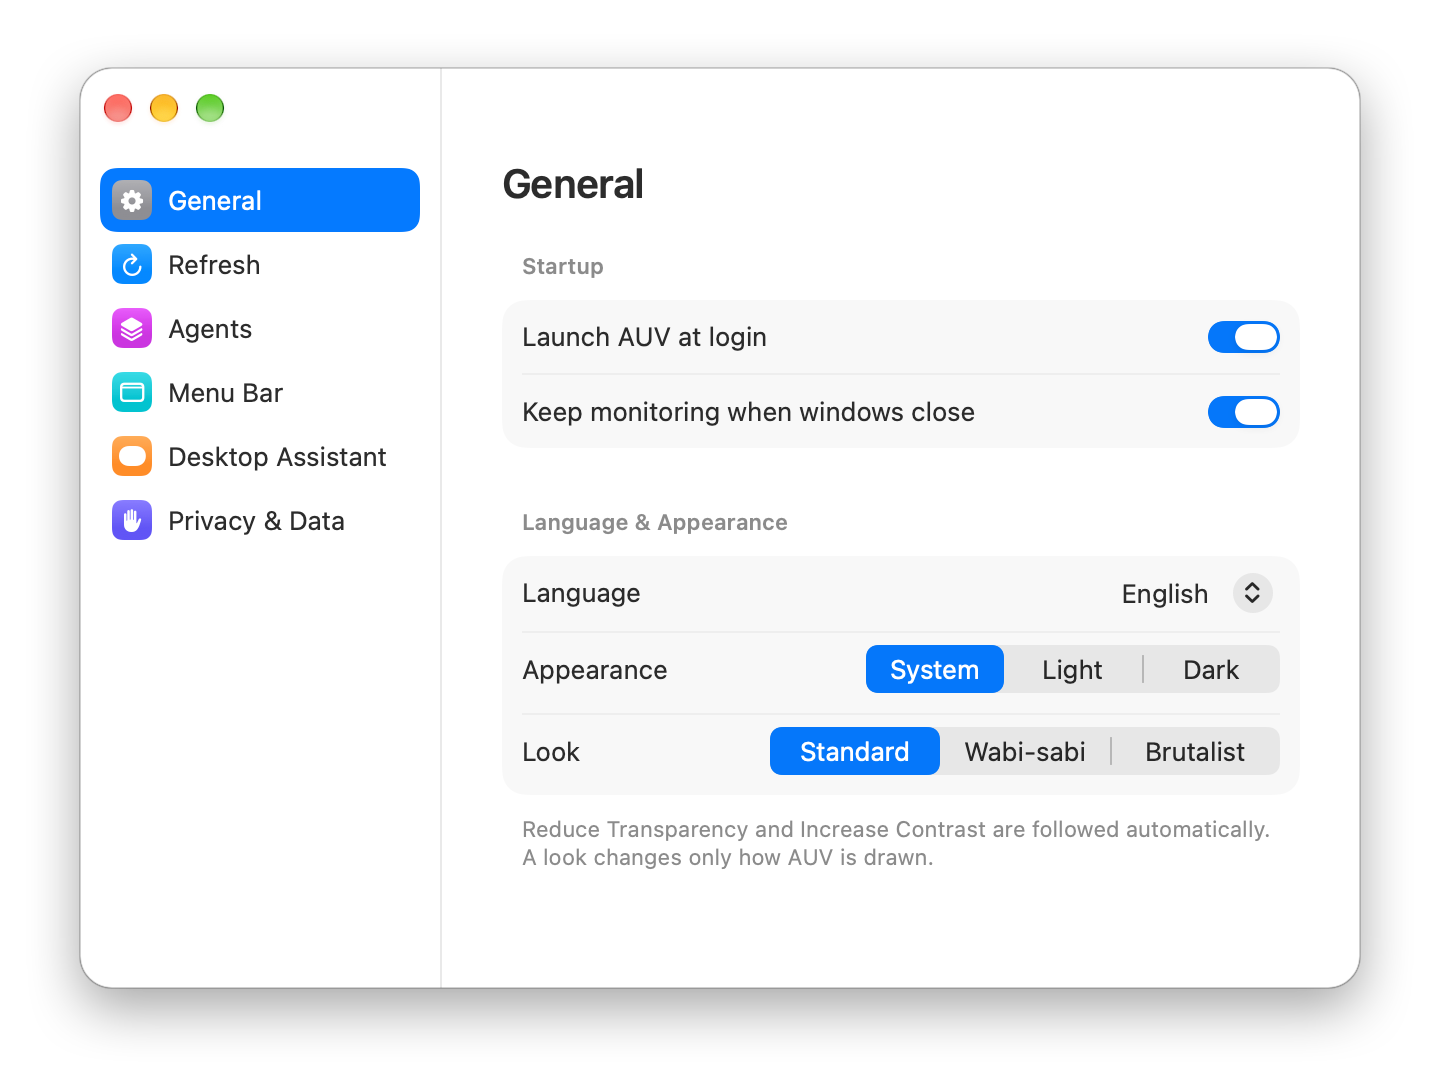 General
Refresh
Agents
Menu Bar
Desktop Assistant
Privacy & Data
General
Startup
Launch AUV at login
Keep monitoring when windows close
Language & Appearance
Language English
Appearance System Light Dark
Look Standard Wabi-sabi Brutalist
Reduce Transparency and Increase Contrast are followed automatically.
A look changes only how AUV is drawn.